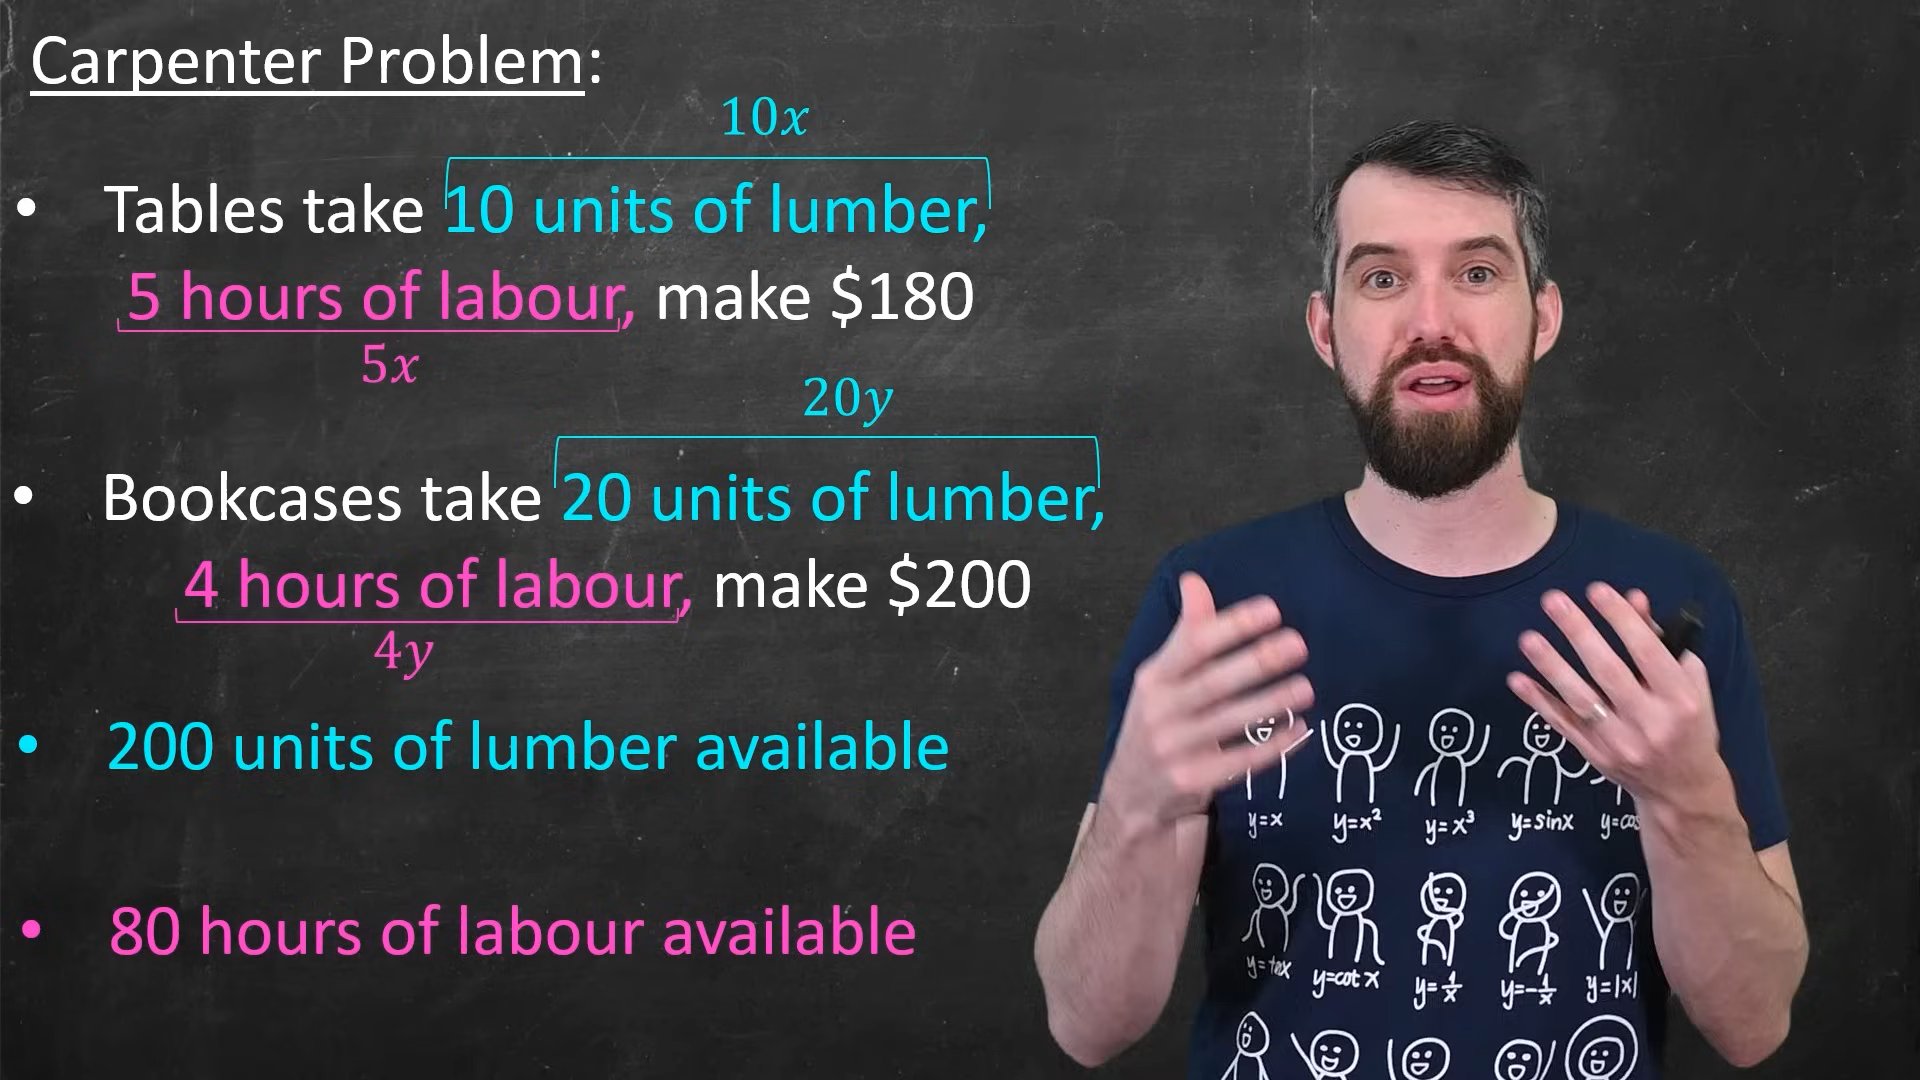 Carpenter Problem:
10x
• Tables take 10 units of lumber,
5 hours of labour, make $180
5x
20y
• Bookcases take 20 units of lumber,
4 hours of labour, make $200
4y
• 200 units of lumber available
• 80 hours of labour available
y=x y=x² y=x³ y=sinx y=cos
y=cotx y=1/x y=-1/x y=|x|